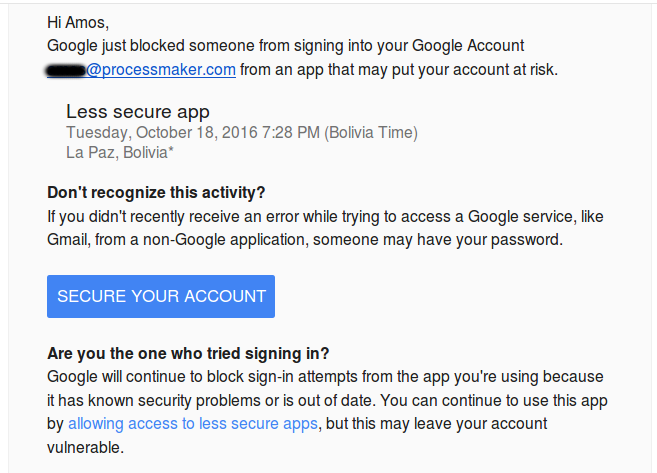 Hi Amos,
Google just blocked someone from signing into your Google Account
@processmaker.com from an app that may put your account at risk.
Less secure app
Tuesday, October 18, 2016 7:28 PM (Bolivia Time)
La Paz, Bolivia*
Don't recognize this activity?
If you didn't recently receive an error while trying to access a Google service, like
Gmail, from a non-Google application, someone may have your password.
SECURE YOUR ACCOUNT
Are you the one who tried signing in?
Google will continue to block sign-in attempts from the app you're using because
it has known security problems or is out of date. You can continue to use this app
by allowing access to less secure apps, but this may leave your account
vulnerable.